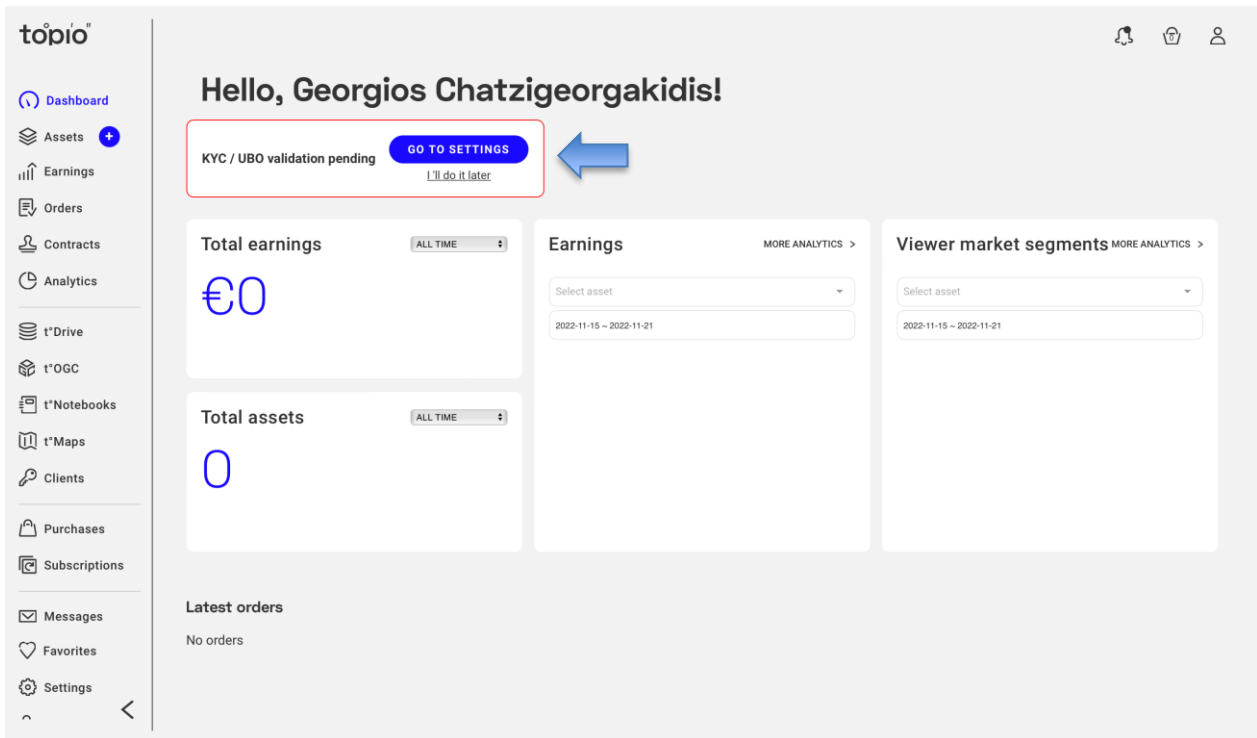 topio
Hello, Georgios Chatzigeorgakidis!
KYC / UBO validation pending
GO TO SETTINGS
I 'll do it later
Dashboard
Assets
Earnings
Orders
Contracts
Analytics
t°Drive
t°OGC
t°Notebooks
t°Maps
Clients
Purchases
Subscriptions
Messages
Favorites
Settings
Total earnings
ALL TIME
€0
Total assets
ALL TIME
0
Earnings
MORE ANALYTICS >
Select asset
2022-11-15 ~ 2022-11-21
Viewer market segments
MORE ANALYTICS >
Select asset
2022-11-15 ~ 2022-11-21
Latest orders
No orders